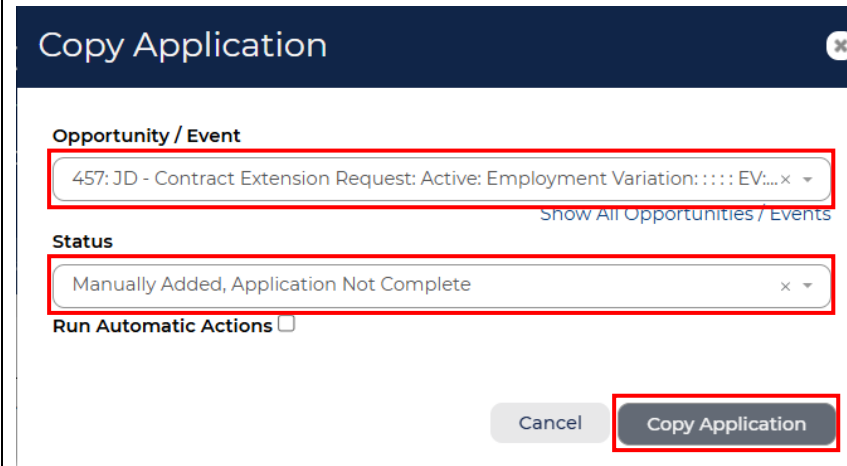 Copy Application
Opportunity / Event
457: JD - Contract Extension Request: Active: Employment Variation: : : : : EV:...× 
Show All Opportunities / Events
Status
Manually Added, Application Not Complete ×
Run Automatic Actions
Cancel
Copy Application